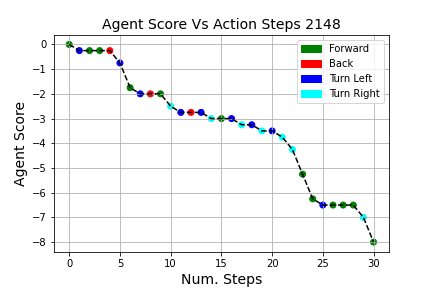 Agent Score Vs Action Steps 2148
Forward
Back
Turn Left
Turn Right
Agent Score
0
−1
−2
−3
−4
−5
−6
−7
−8
0 5 10 15 20 25 30
Num. Steps